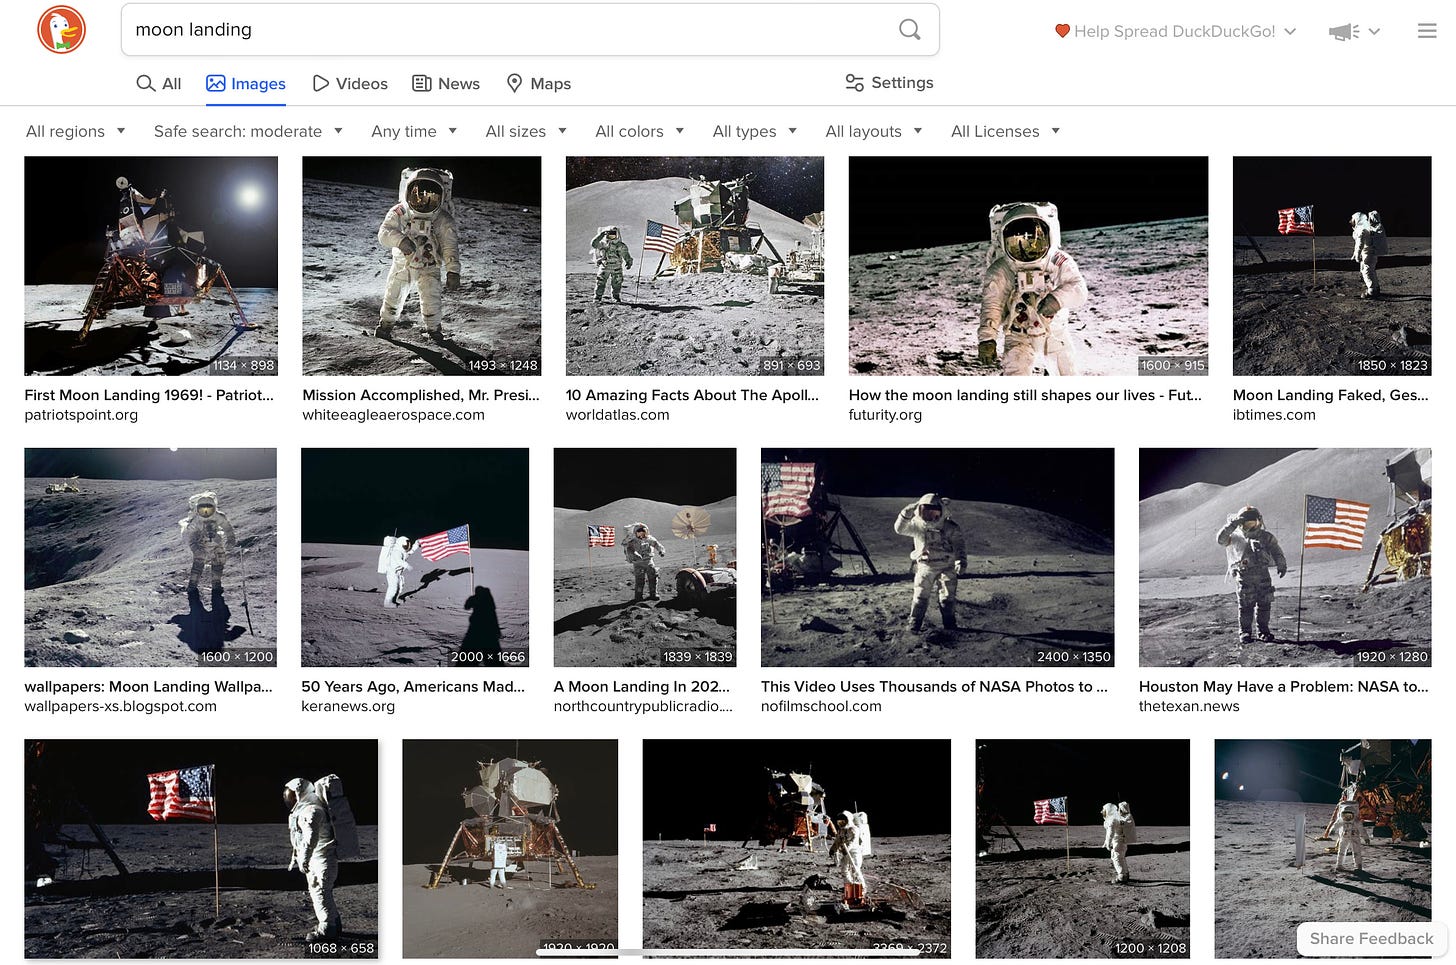 moon landing
Help Spread DuckDuckGo!
All Images Videos News Maps Settings
All regions Safe search: moderate Any time All sizes All colors All types All layouts All Licenses
1134 × 898
1493 × 1248
891 × 693
1600 × 915
1850 × 1823
First Moon Landing 1969! - Patriot...
patriotspoint.org
Mission Accomplished, Mr. Presi...
whiteeagleaerospace.com
10 Amazing Facts About The Apoll...
worldatlas.com
How the moon landing still shapes our lives - Fut...
futurity.org
Moon Landing Faked, Ges...
ibtimes.com
1600 × 1200
2000 × 1666
1839 × 1839
2400 × 1350
1920 × 1280
wallpapers: Moon Landing Wallpa...
wallpapers-xs.blogspot.com
50 Years Ago, Americans Mad...
keranews.org
A Moon Landing In 202...
northcountrypublicradio....
This Video Uses Thousands of NASA Photos to ...
nofilmschool.com
Houston May Have a Problem: NASA to...
thetexan.news
1068 × 658
1920 × 1920
3369 × 2372
1200 × 1208
Share Feedback